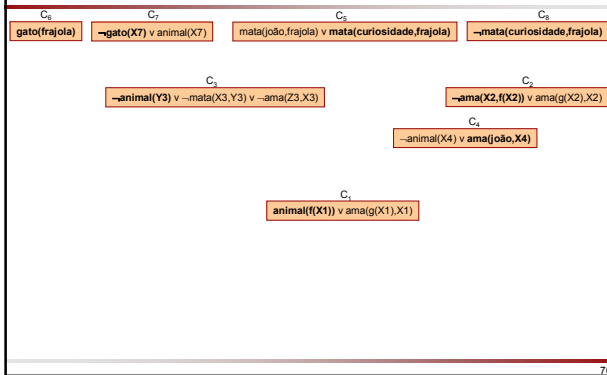 C₆ C₇ C₅ C₈
gato(frajola) ¬gato(X7) v animal(X7) mata(joão,frajola) v mata(curiosidade,frajola) ¬mata(curiosidade,frajola)
C₃ C₂
¬animal(Y3) v ¬mata(X3,Y3) v ¬ama(Z3,X3) ¬ama(X2,f(X2)) v ama(g(X2),X2)
C₄
¬animal(X4) v ama(joão,X4)
C₁
animal(f(X1)) v ama(g(X1),X1)